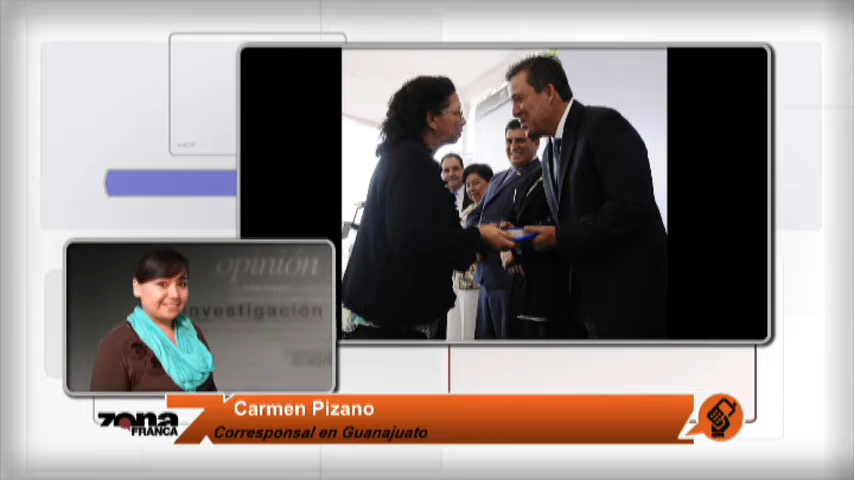 opinión
investigación
Carmen Pizano
Corresponsal en Guanajuato
ZONA
FRANCA